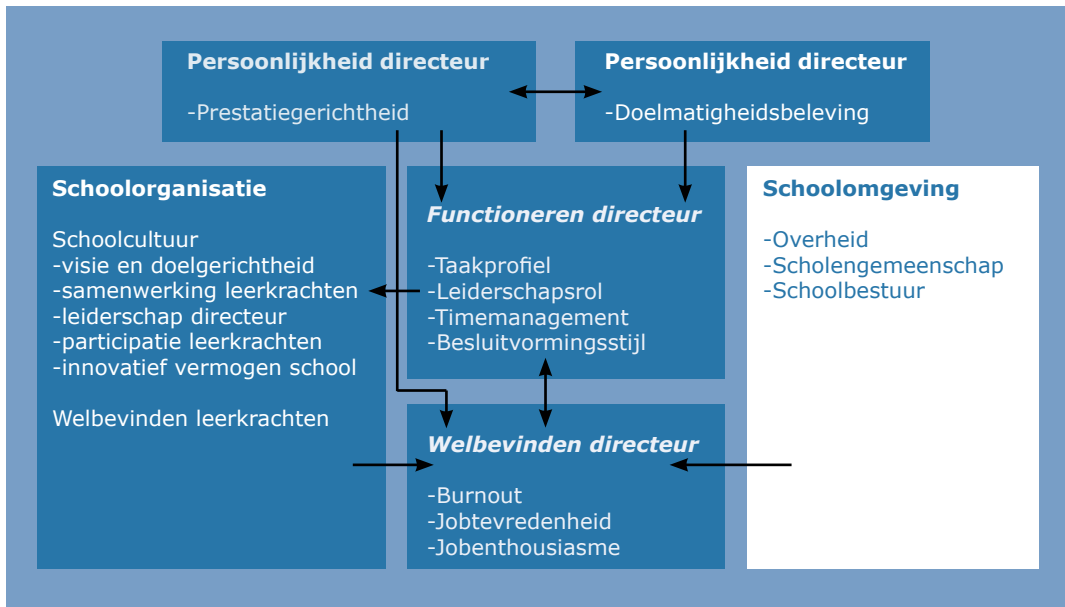 Persoonlijkheid directeur
-Prestatiegerichtheid
Persoonlijkheid directeur
-Doelmatigheidsbeleving
Schoolorganisatie
Schoolcultuur
-visie en doelgerichtheid
-samenwerking leerkrachten
-leiderschap directeur
-participatie leerkrachten
-innovatief vermogen school
Welbevinden leerkrachten
Functioneren directeur
-Taakprofiel
-Leiderschapsrol
-Timemanagement
-Besluitvormingsstijl
Welbevinden directeur
-Burnout
-Jobtevredenheid
-Jobenthousiasme
Schoolomgeving
-Overheid
-Scholengemeenschap
-Schoolbestuur